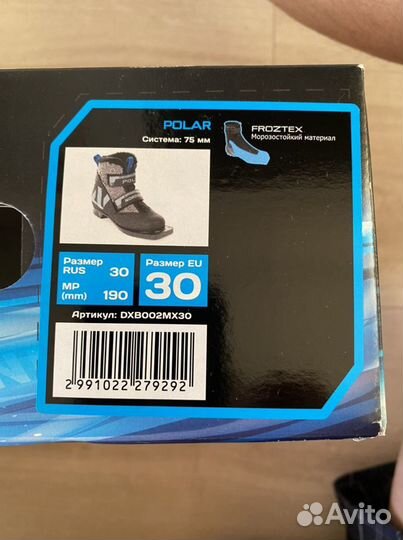 POLAR
Система: 75 мм
FROZTEX
Морозостойкий материал
POLAR
Размер RUS 30
MP (mm) 190
Размер EU
30
Артикул: DXB002MX30
2 991022 279292
Avito